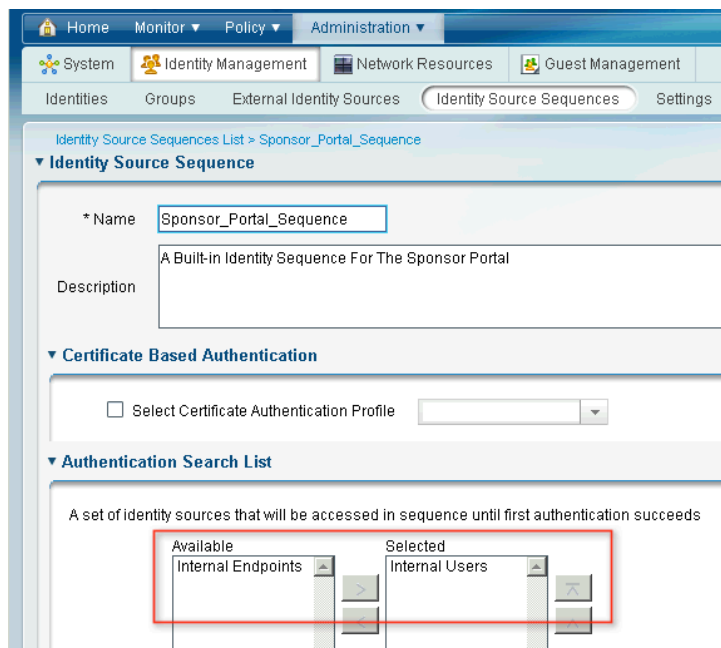 Home Monitor ▼ Policy ▼ Administration ▼
System Identity Management Network Resources Guest Management
Identities Groups External Identity Sources Identity Source Sequences Settings
Identity Source Sequences List > Sponsor_Portal_Sequence
▼ Identity Source Sequence
* Name Sponsor_Portal_Sequence
A Built-in Identity Sequence For The Sponsor Portal
Description
▼ Certificate Based Authentication
Select Certificate Authentication Profile
▼ Authentication Search List
A set of identity sources that will be accessed in sequence until first authentication succeeds
Available Selected
Internal Endpoints Internal Users